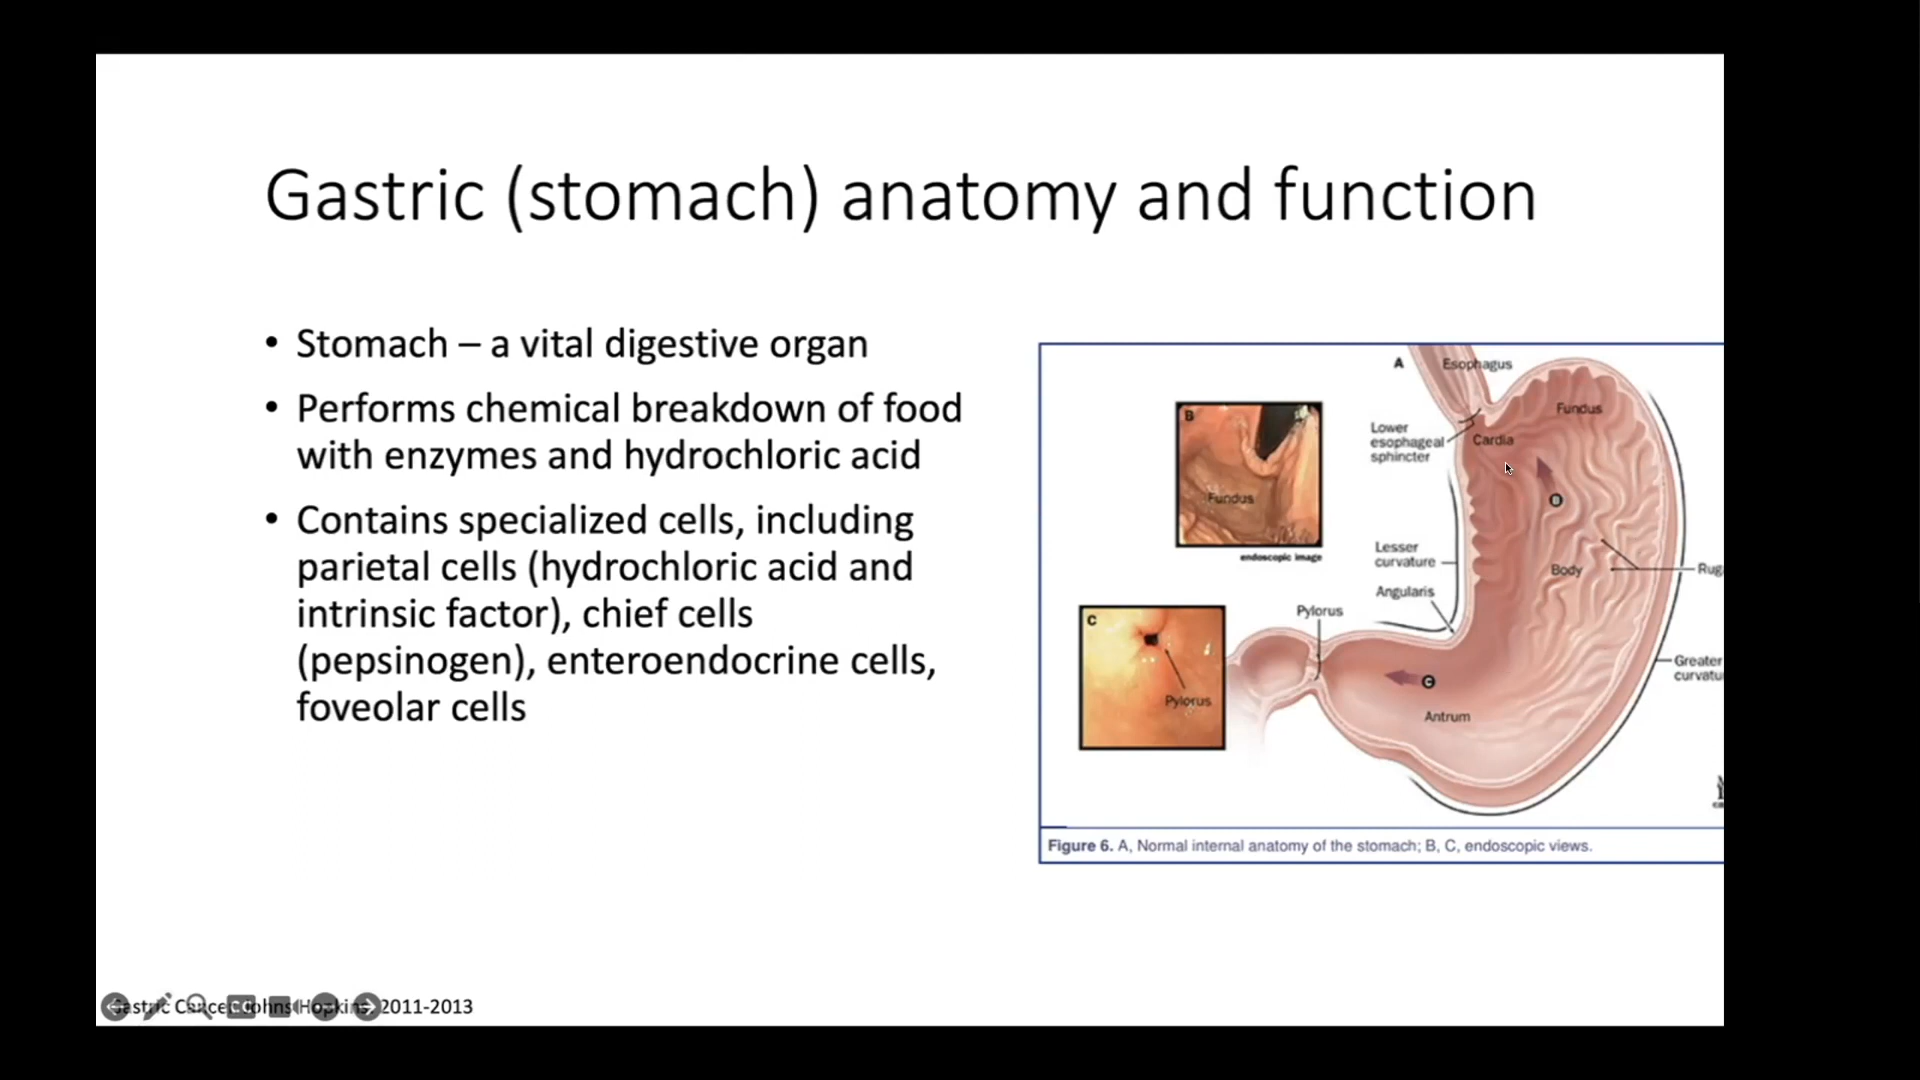 Gastric (stomach) anatomy and function
• Stomach – a vital digestive organ
• Performs chemical breakdown of food
with enzymes and hydrochloric acid
• Contains specialized cells, including
parietal cells (hydrochloric acid and
intrinsic factor), chief cells
(pepsinogen), enteroendocrine cells,
foveolar cells
A
Esophagus
Fundus
B
Lower
esophageal
sphincter
Cardia
Fundus
B
endoscopic image
Lesser
curvature
Body
Rug
Angularis
Pylorus
C
Pylorus
C
Greater
curvatu
Antrum
Figure 6. A, Normal internal anatomy of the stomach; B, C, endoscopic views.
Gastric Cancer Johns Hopkins 2011-2013